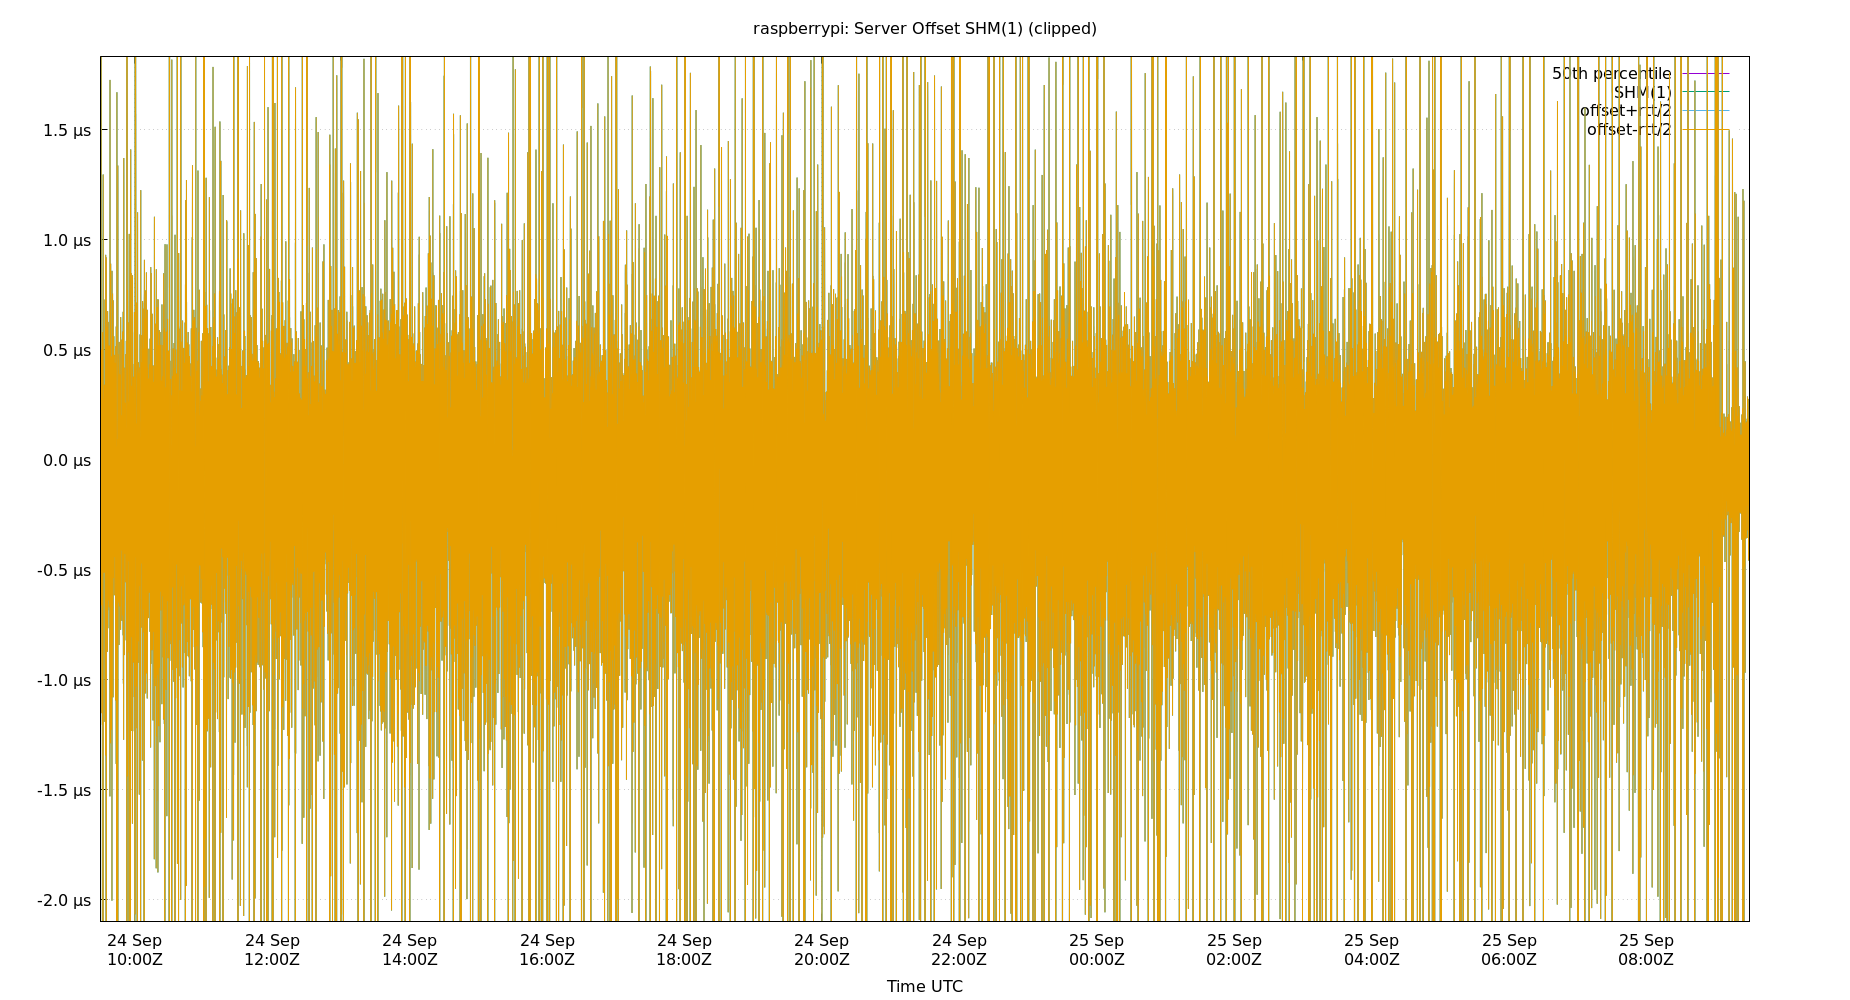 raspberrypi: Server Offset SHM(1) (clipped)
50th percentile
SHM(1)
offset+rtt/2
offset-rtt/2
1.5 µs
1.0 µs
0.5 µs
0.0 µs
-0.5 µs
-1.0 µs
-1.5 µs
-2.0 µs
24 Sep 24 Sep 24 Sep 24 Sep 24 Sep 24 Sep 24 Sep 25 Sep 25 Sep 25 Sep 25 Sep 25 Sep
10:00Z 12:00Z 14:00Z 16:00Z 18:00Z 20:00Z 22:00Z 00:00Z 02:00Z 04:00Z 06:00Z 08:00Z
Time UTC